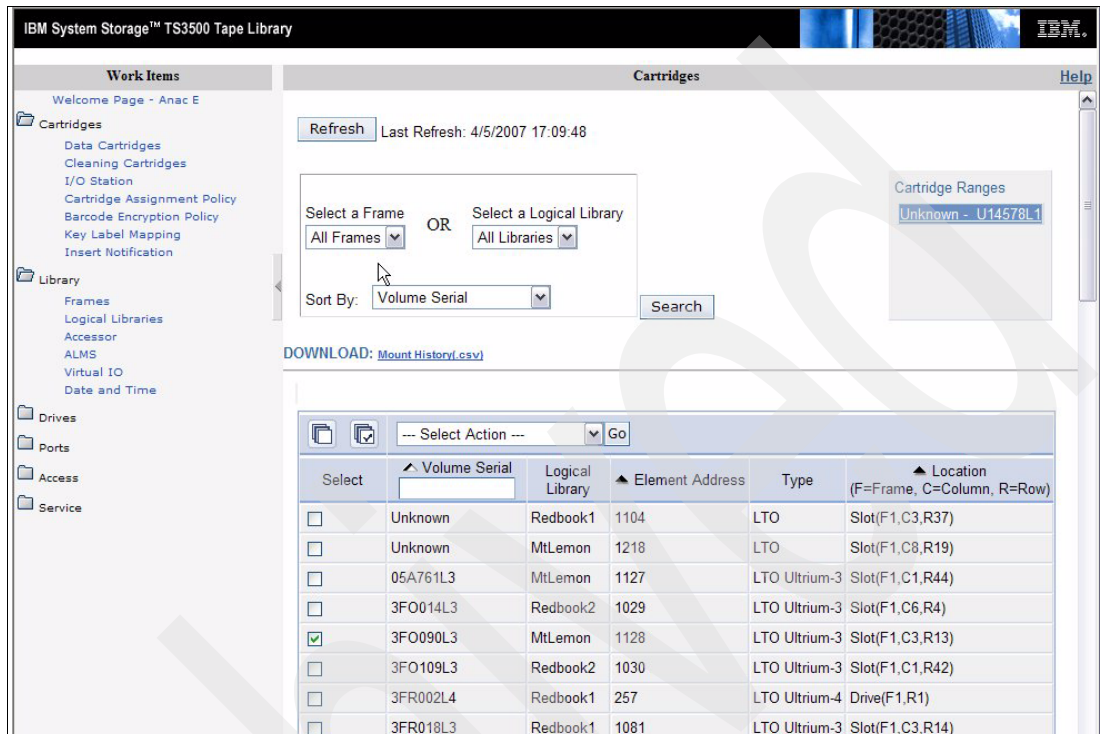 IBM System Storage™ TS3500 Tape Library
IBM.
Work Items
Cartridges
Help
Welcome Page - Anac E
Cartridges
Data Cartridges
Cleaning Cartridges
I/O Station
Cartridge Assignment Policy
Barcode Encryption Policy
Key Label Mapping
Insert Notification
Library
Frames
Logical Libraries
Accessor
ALMS
Virtual IO
Date and Time
Drives
Ports
Access
Service
Refresh Last Refresh: 4/5/2007 17:09:48
Select a Frame OR Select a Logical Library
All Frames All Libraries
Sort By: Volume Serial
Search
Cartridge Ranges
Unknown - U14578L1
DOWNLOAD: Mount History(.csv)
--- Select Action --- Go
Select Volume Serial Logical Library Element Address Type Location (F=Frame, C=Column, R=Row)
Unknown Redbook1 1104 LTO Slot(F1,C3,R37)
Unknown MtLemon 1218 LTO Slot(F1,C8,R19)
05A761L3 MtLemon 1127 LTO Ultrium-3 Slot(F1,C1,R44)
3FO014L3 Redbook2 1029 LTO Ultrium-3 Slot(F1,C6,R4)
3FO090L3 MtLemon 1128 LTO Ultrium-3 Slot(F1,C3,R13)
3FO109L3 Redbook2 1030 LTO Ultrium-3 Slot(F1,C1,R42)
3FR002L4 Redbook1 257 LTO Ultrium-4 Drive(F1,R1)
3FR018L3 Redbook1 1081 LTO Ultrium-3 Slot(F1,C3,R14)